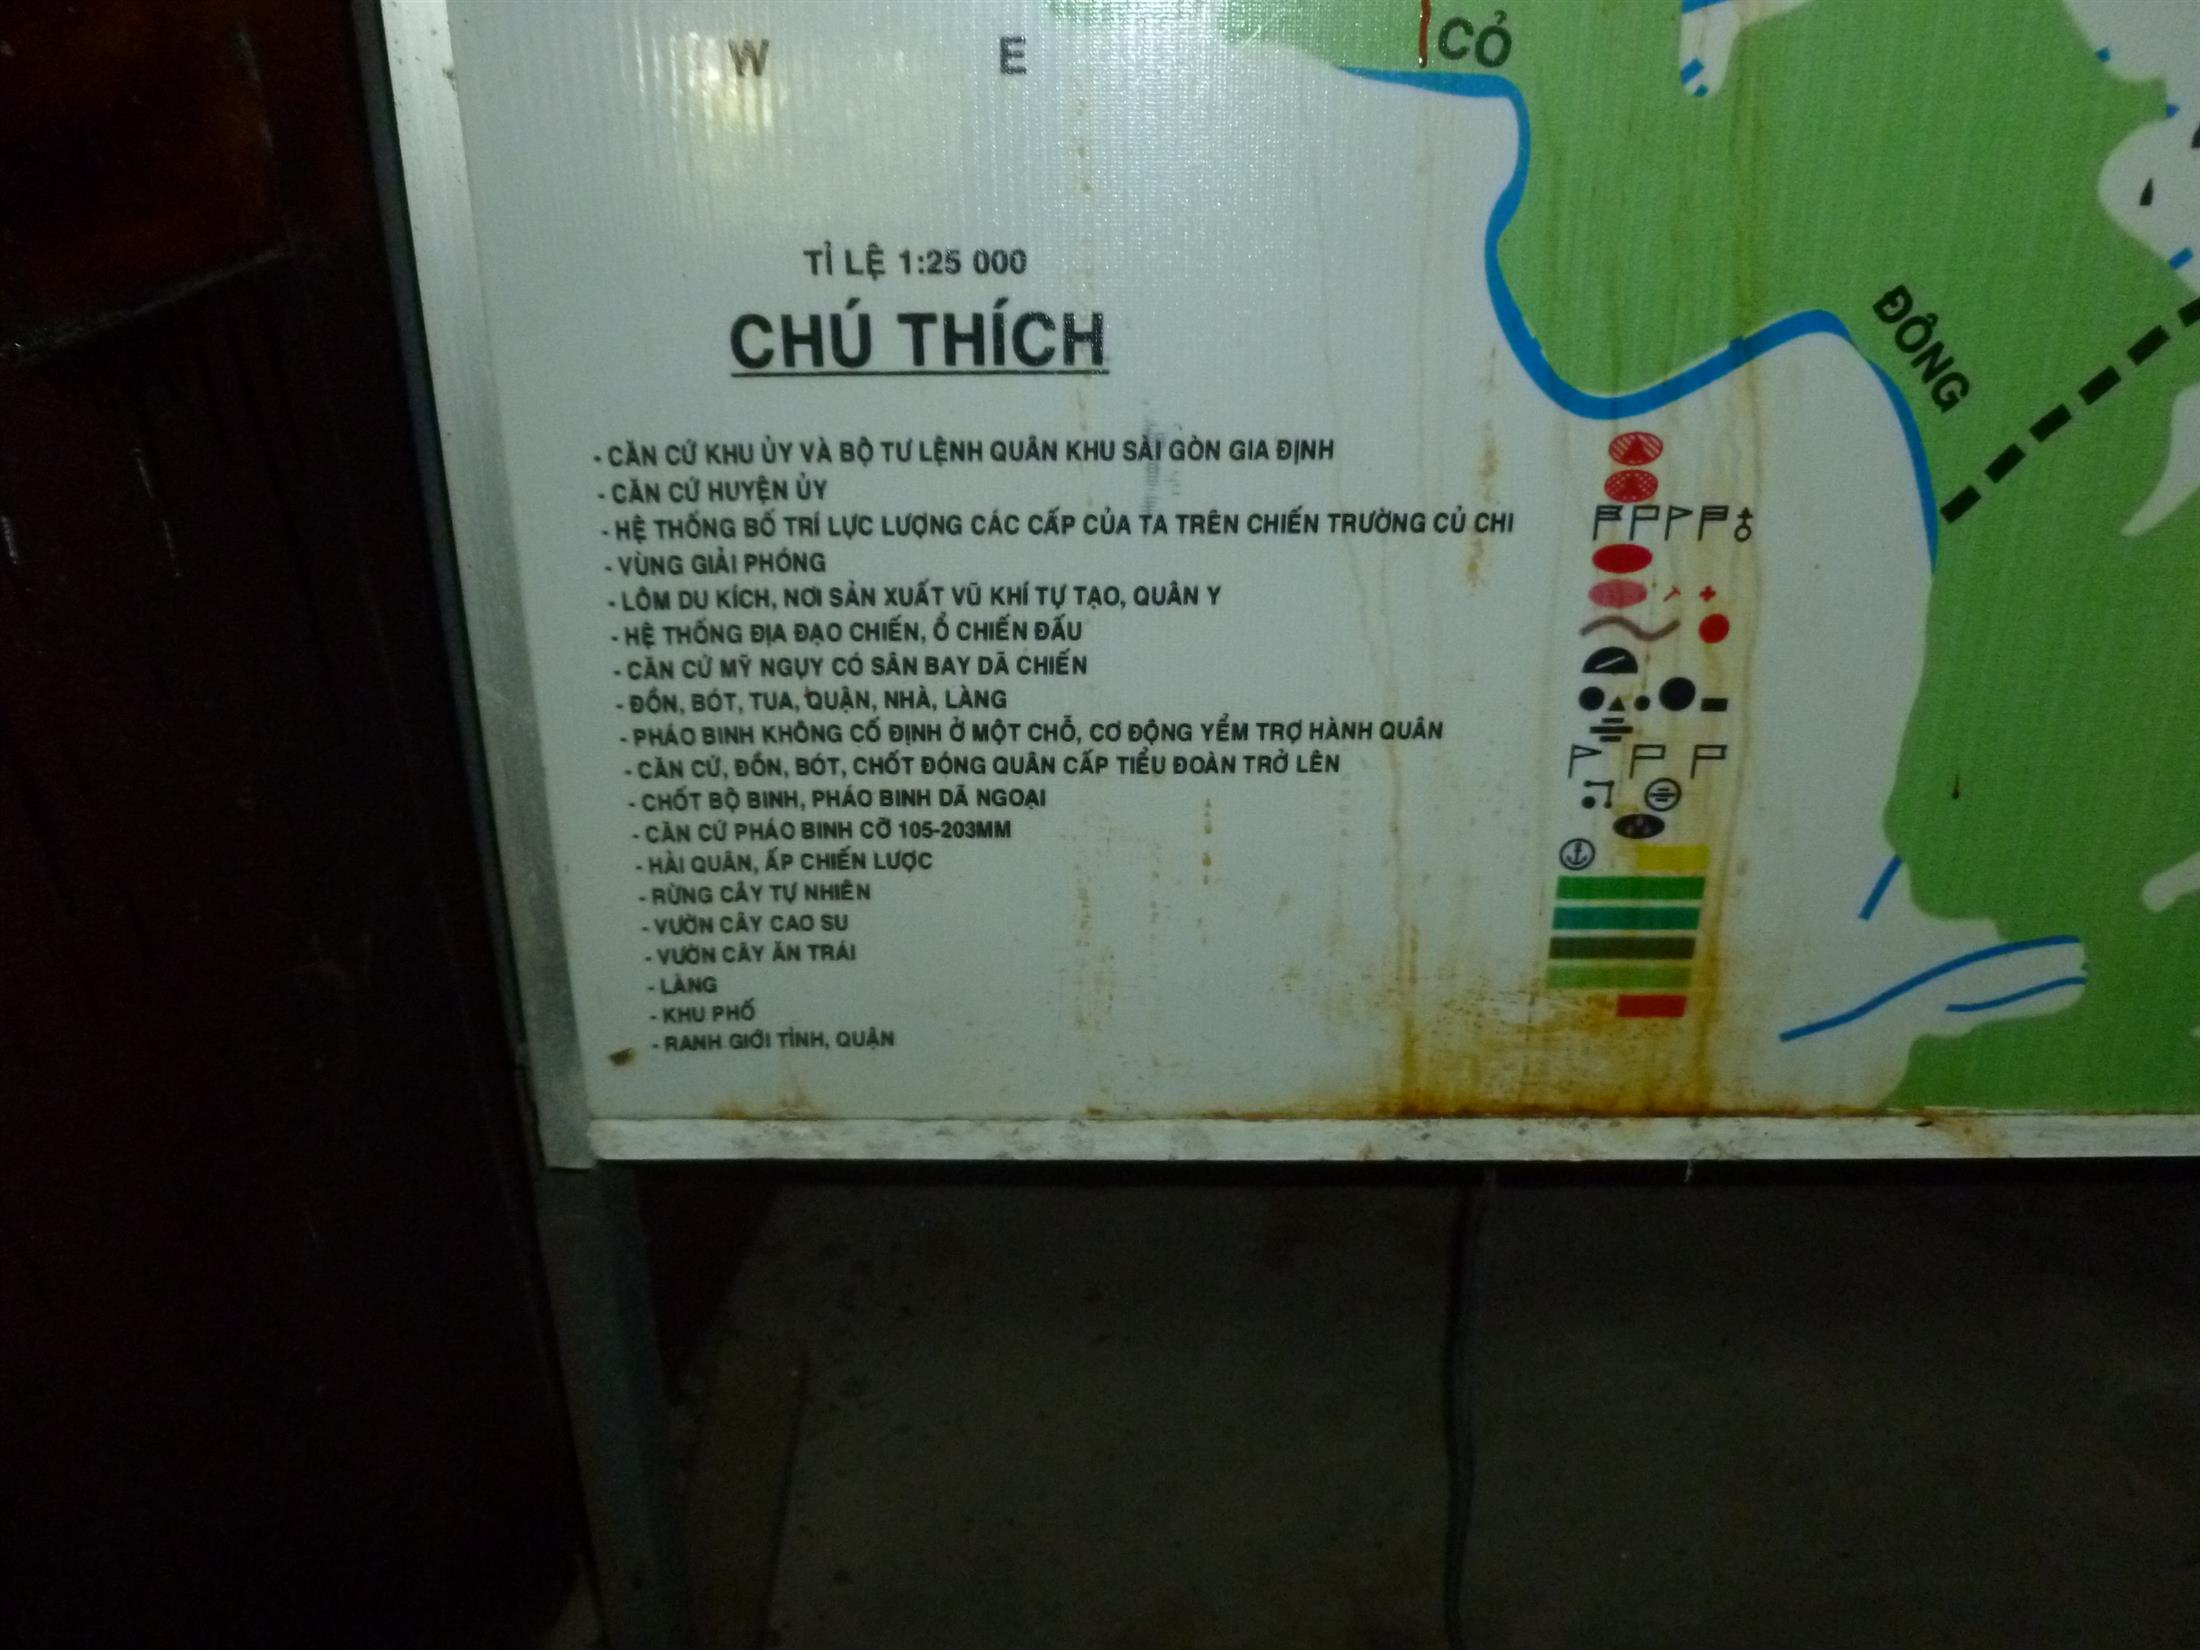 W E
CỎ
ĐÔNG
TỈ LỆ 1:25 000
CHÚ THÍCH
- CĂN CỨ KHU ỦY VÀ BỘ TƯ LỆNH QUÂN KHU SÀI GÒN GIA ĐỊNH
- CĂN CỨ HUYỆN ỦY
- HỆ THỐNG BỐ TRÍ LỰC LƯỢNG CÁC CẤP CỦA TA TRÊN CHIẾN TRƯỜNG CỦ CHI
- VÙNG GIẢI PHÓNG
- LÕM DU KÍCH, NƠI SẢN XUẤT VŨ KHÍ TỰ TẠO, QUÂN Y
- HỆ THỐNG ĐỊA ĐẠO CHIẾN, Ổ CHIẾN ĐẤU
- CĂN CỨ MỸ NGỤY CÓ SÂN BAY DÃ CHIẾN
- ĐỒN, BÓT, TUA, QUẬN, NHÀ, LÀNG
- PHÁO BINH KHÔNG CỐ ĐỊNH Ở MỘT CHỖ, CƠ ĐỘNG YỂM TRỢ HÀNH QUÂN
- CĂN CỨ, ĐỒN, BÓT, CHỐT ĐÓNG QUÂN CẤP TIỂU ĐOÀN TRỞ LÊN
- CHỐT BỘ BINH, PHÁO BINH DÃ NGOẠI
- CĂN CỨ PHÁO BINH CỠ 105-203MM
- HẢI QUÂN, ẤP CHIẾN LƯỢC
- RỪNG CÂY TỰ NHIÊN
- VƯỜN CÂY CAO SU
- VƯỜN CÂY ĂN TRÁI
- LÀNG
- KHU PHỐ
- RANH GIỚI TỈNH, QUẬN